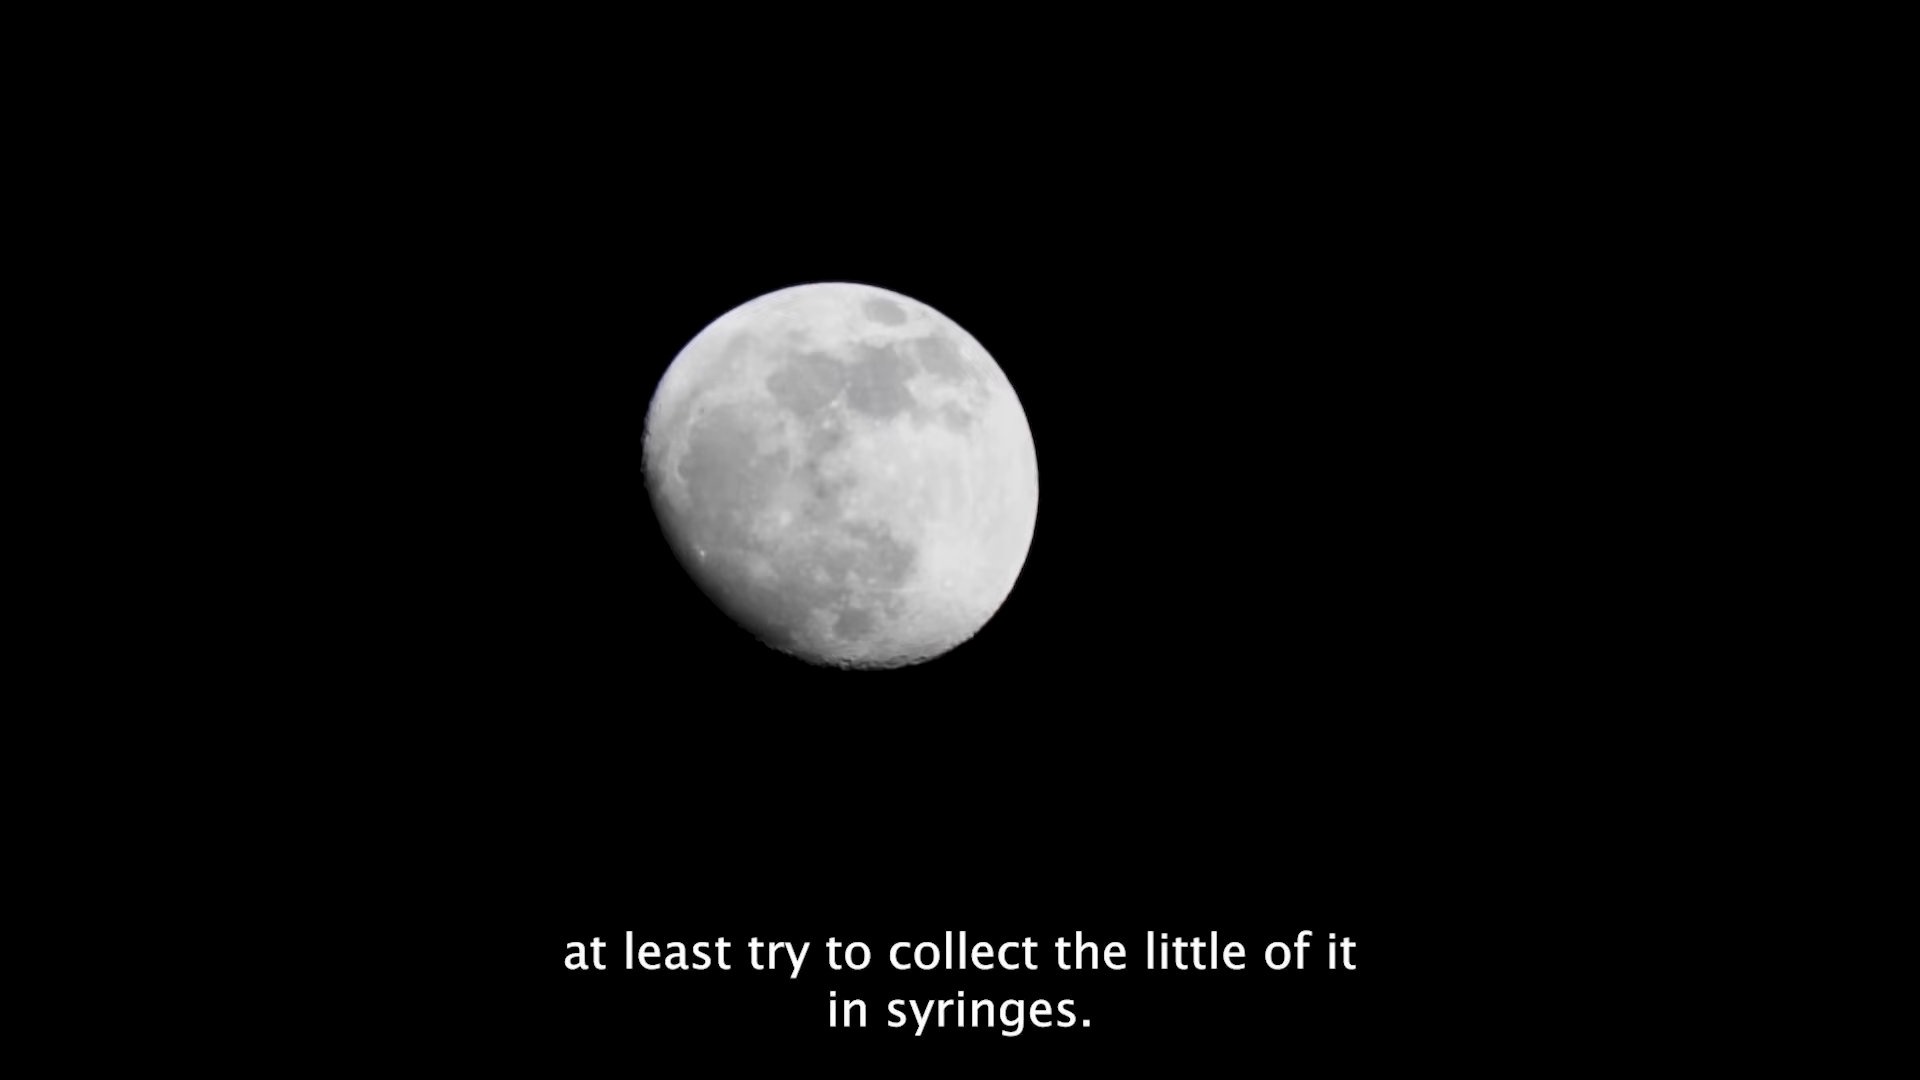 at least try to collect the little of it
in syringes.